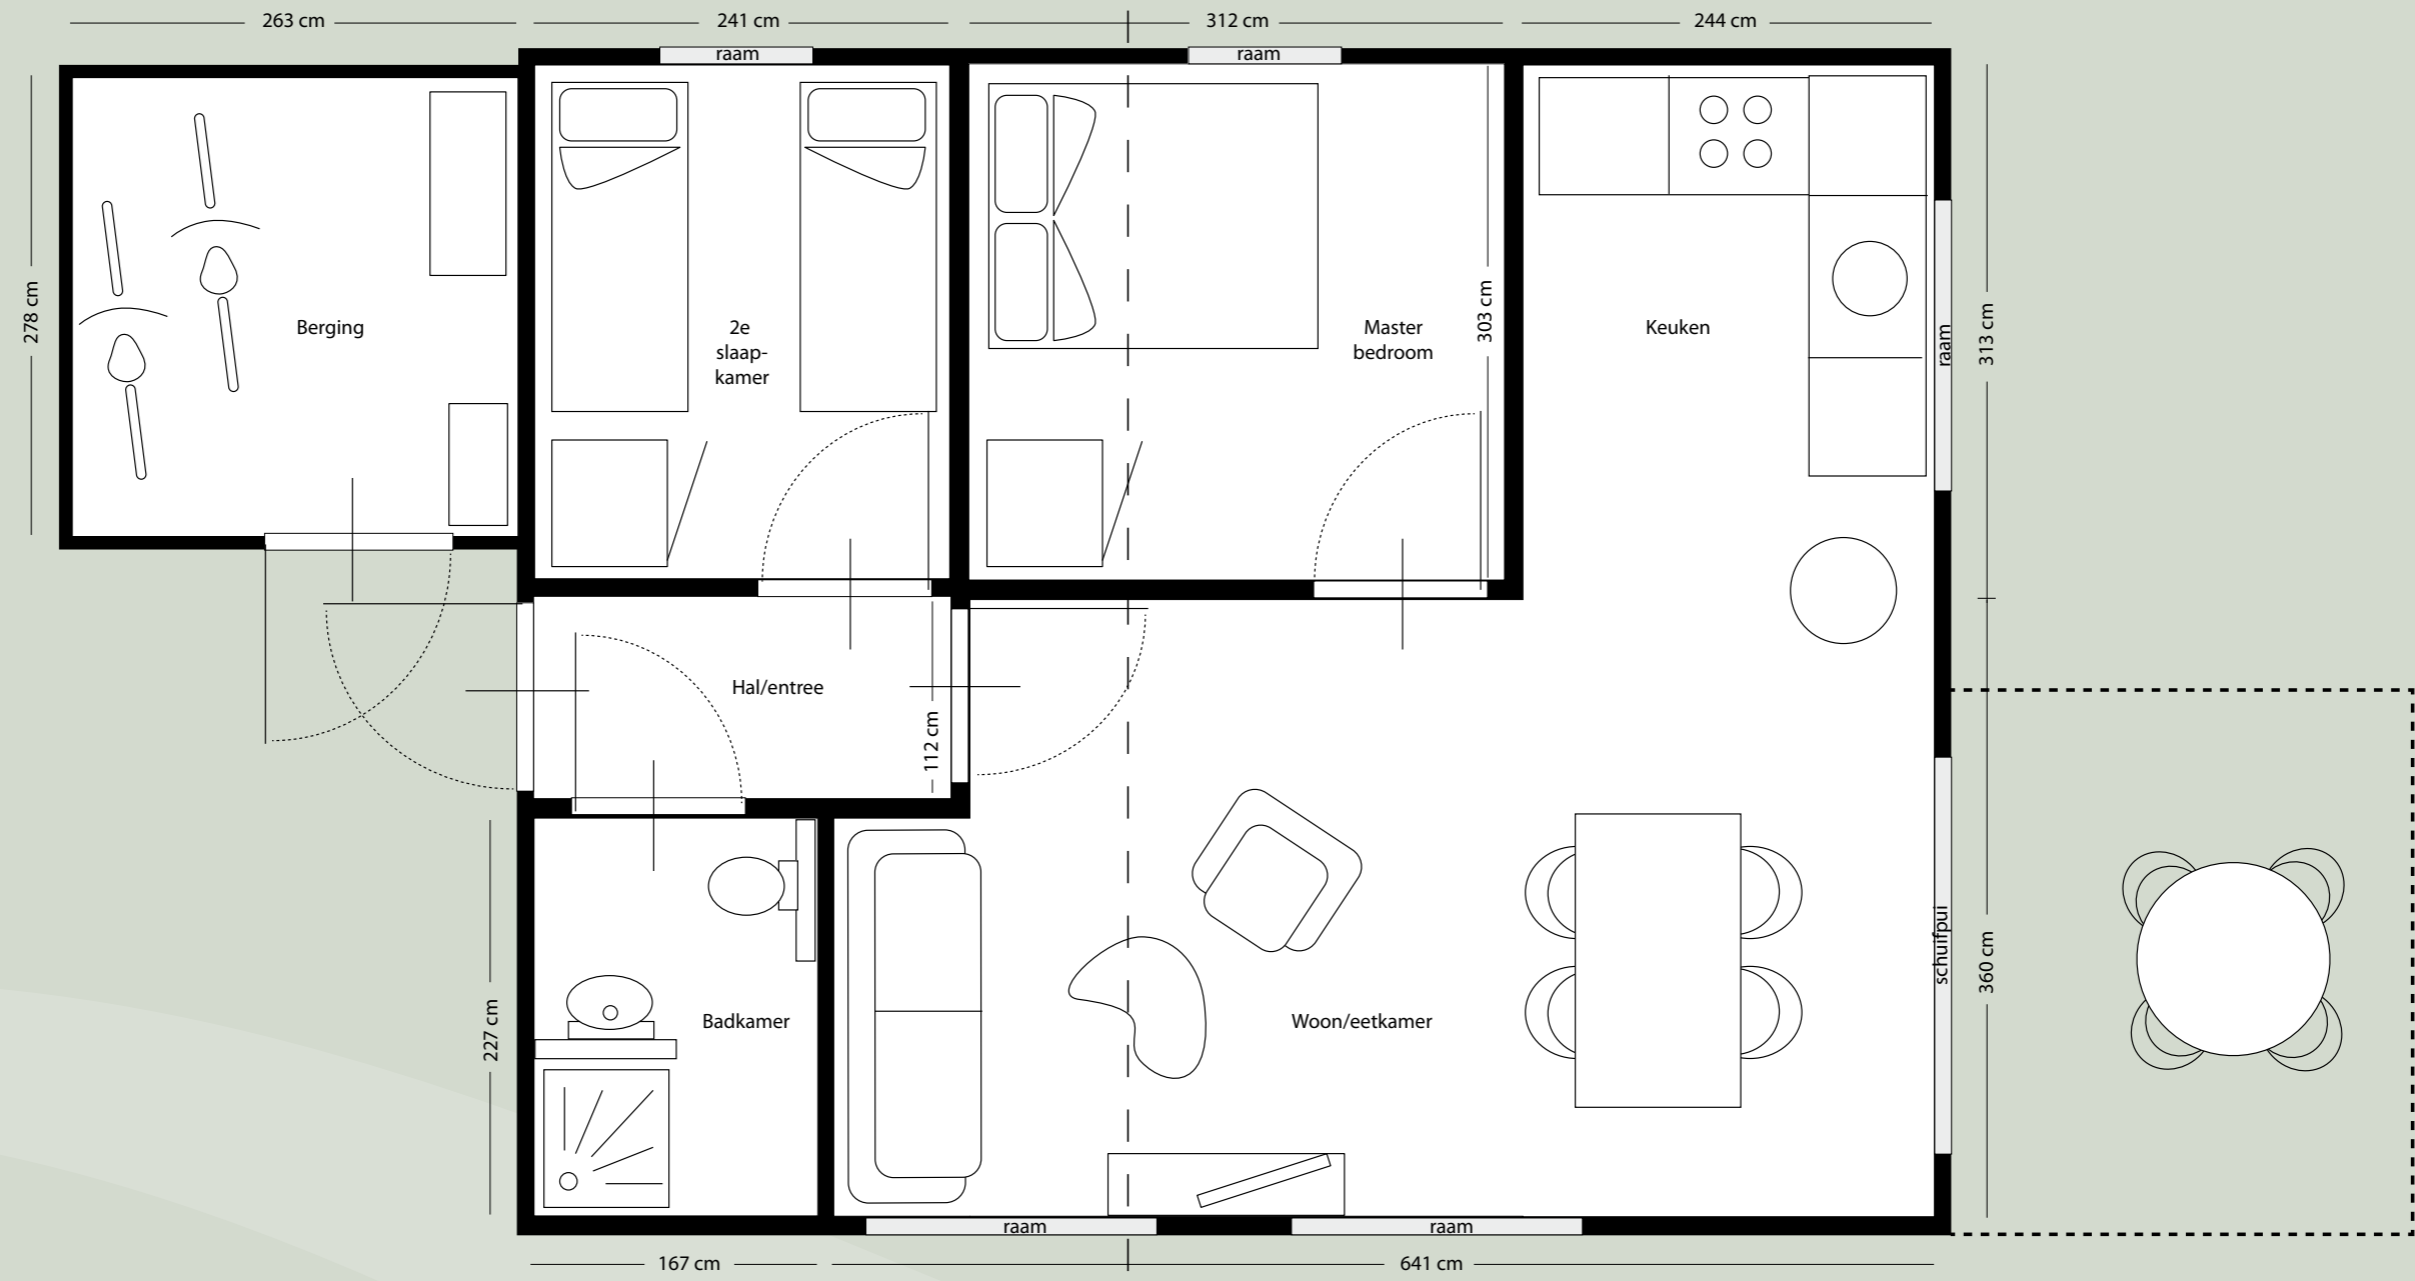 263 cm
241 cm
312 cm
244 cm
raam
raam
278 cm
Berging
2e
slaap-
kamer
Master
bedroom
303 cm
Keuken
raam
313 cm
Hal/entree
112 cm
schuifpui
360 cm
227 cm
Badkamer
Woon/eetkamer
raam
raam
167 cm
641 cm